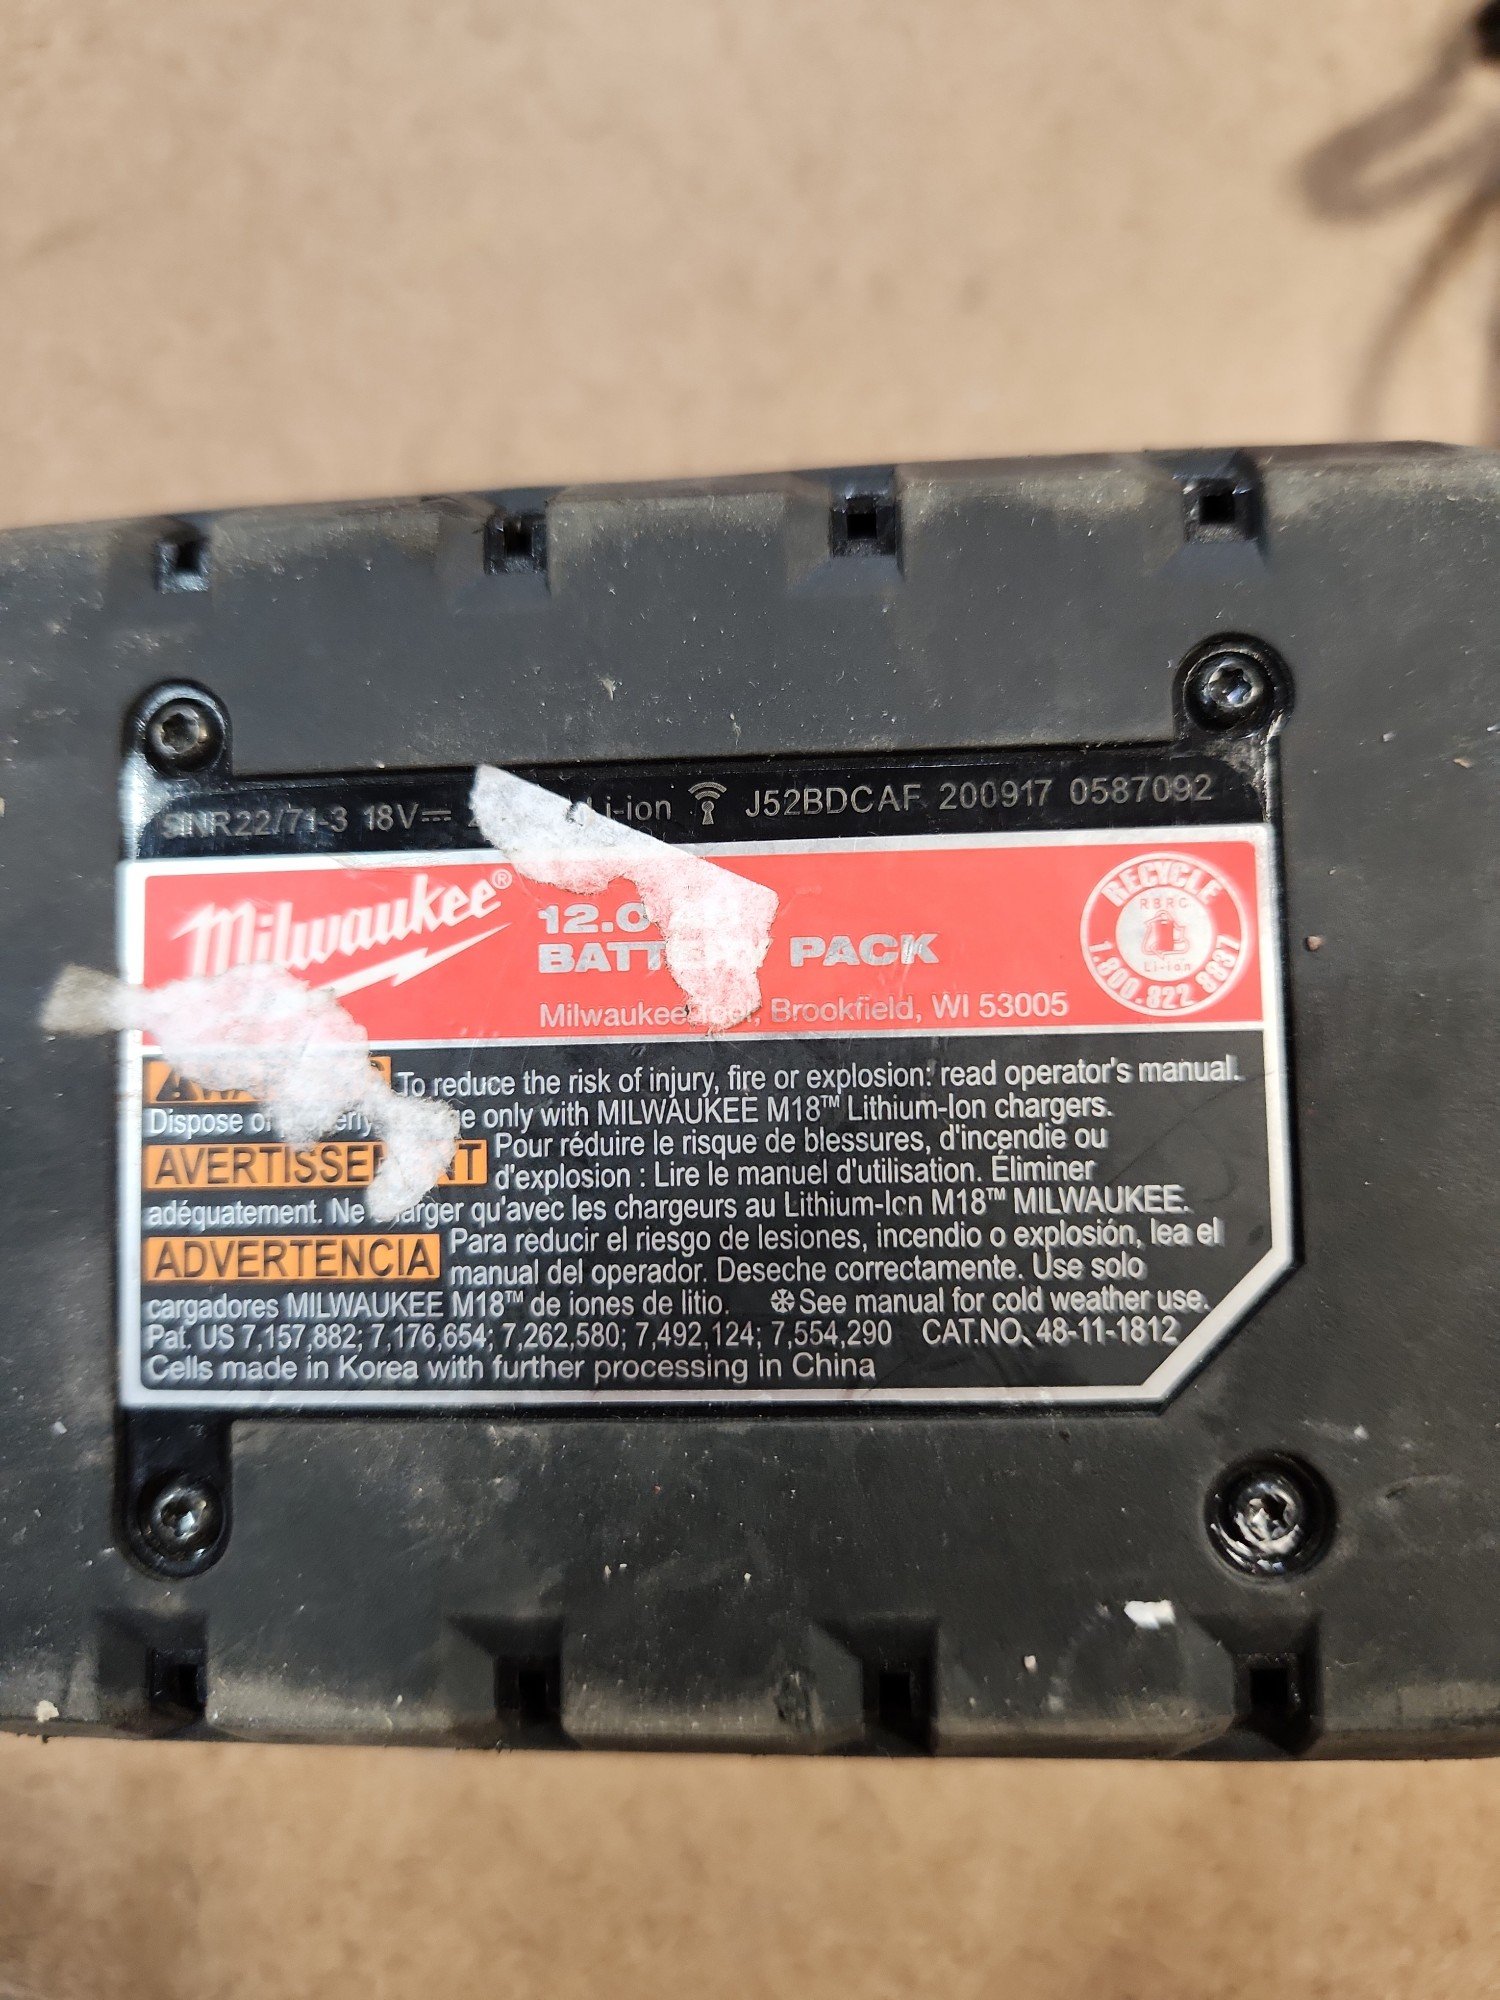 5INR22/71-3 18V⎓ Li-ion J52BDCAF 200917 0587092
Milwaukee®
12.0
BATTERY PACK
Milwaukee Tool, Brookfield, WI 53005
RECYCLE
RBRC
Li-ion
1.800.822 8837
To reduce the risk of injury, fire or explosion: read operator's manual.
Dispose of only with MILWAUKEE M18™ Lithium-Ion chargers.
AVERTISSEMENT Pour réduire le risque de blessures, d'incendie ou
d'explosion : Lire le manuel d'utilisation. Éliminer
adéquatement. Ne charger qu'avec les chargeurs au Lithium-Ion M18™ MILWAUKEE.
ADVERTENCIA Para reducir el riesgo de lesiones, incendio o explosión, lea el
manual del operador. Deseche correctamente. Use solo
cargadores MILWAUKEE M18™ de iones de litio. ❄See manual for cold weather use.
Pat. US 7,157,882; 7,176,654; 7,262,580; 7,492,124; 7,554,290 CAT.NO. 48-11-1812
Cells made in Korea with further processing in China